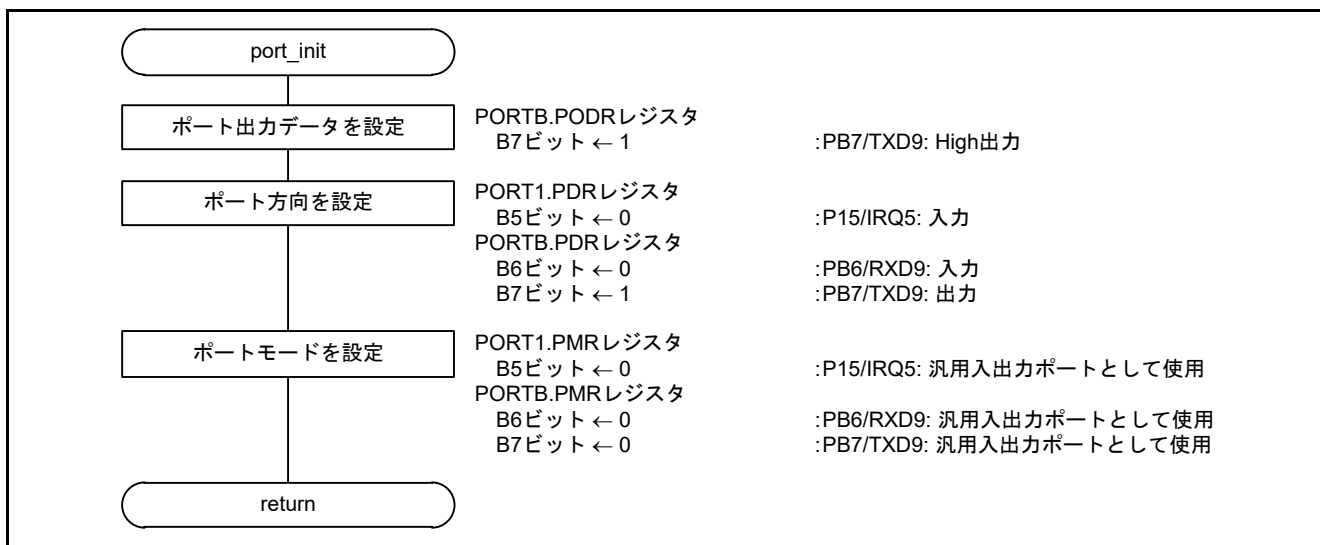 port_init
ポート出力データを設定
PORTB.PODRレジスタ
B7ビット ← 1 :PB7/TXD9: High出力
ポート方向を設定
PORT1.PDRレジスタ
B5ビット ← 0 :P15/IRQ5: 入力
PORTB.PDRレジスタ
B6ビット ← 0 :PB6/RXD9: 入力
B7ビット ← 1 :PB7/TXD9: 出力
ポートモードを設定
PORT1.PMRレジスタ
B5ビット ← 0 :P15/IRQ5: 汎用入出力ポートとして使用
PORTB.PMRレジスタ
B6ビット ← 0 :PB6/RXD9: 汎用入出力ポートとして使用
B7ビット ← 0 :PB7/TXD9: 汎用入出力ポートとして使用
return